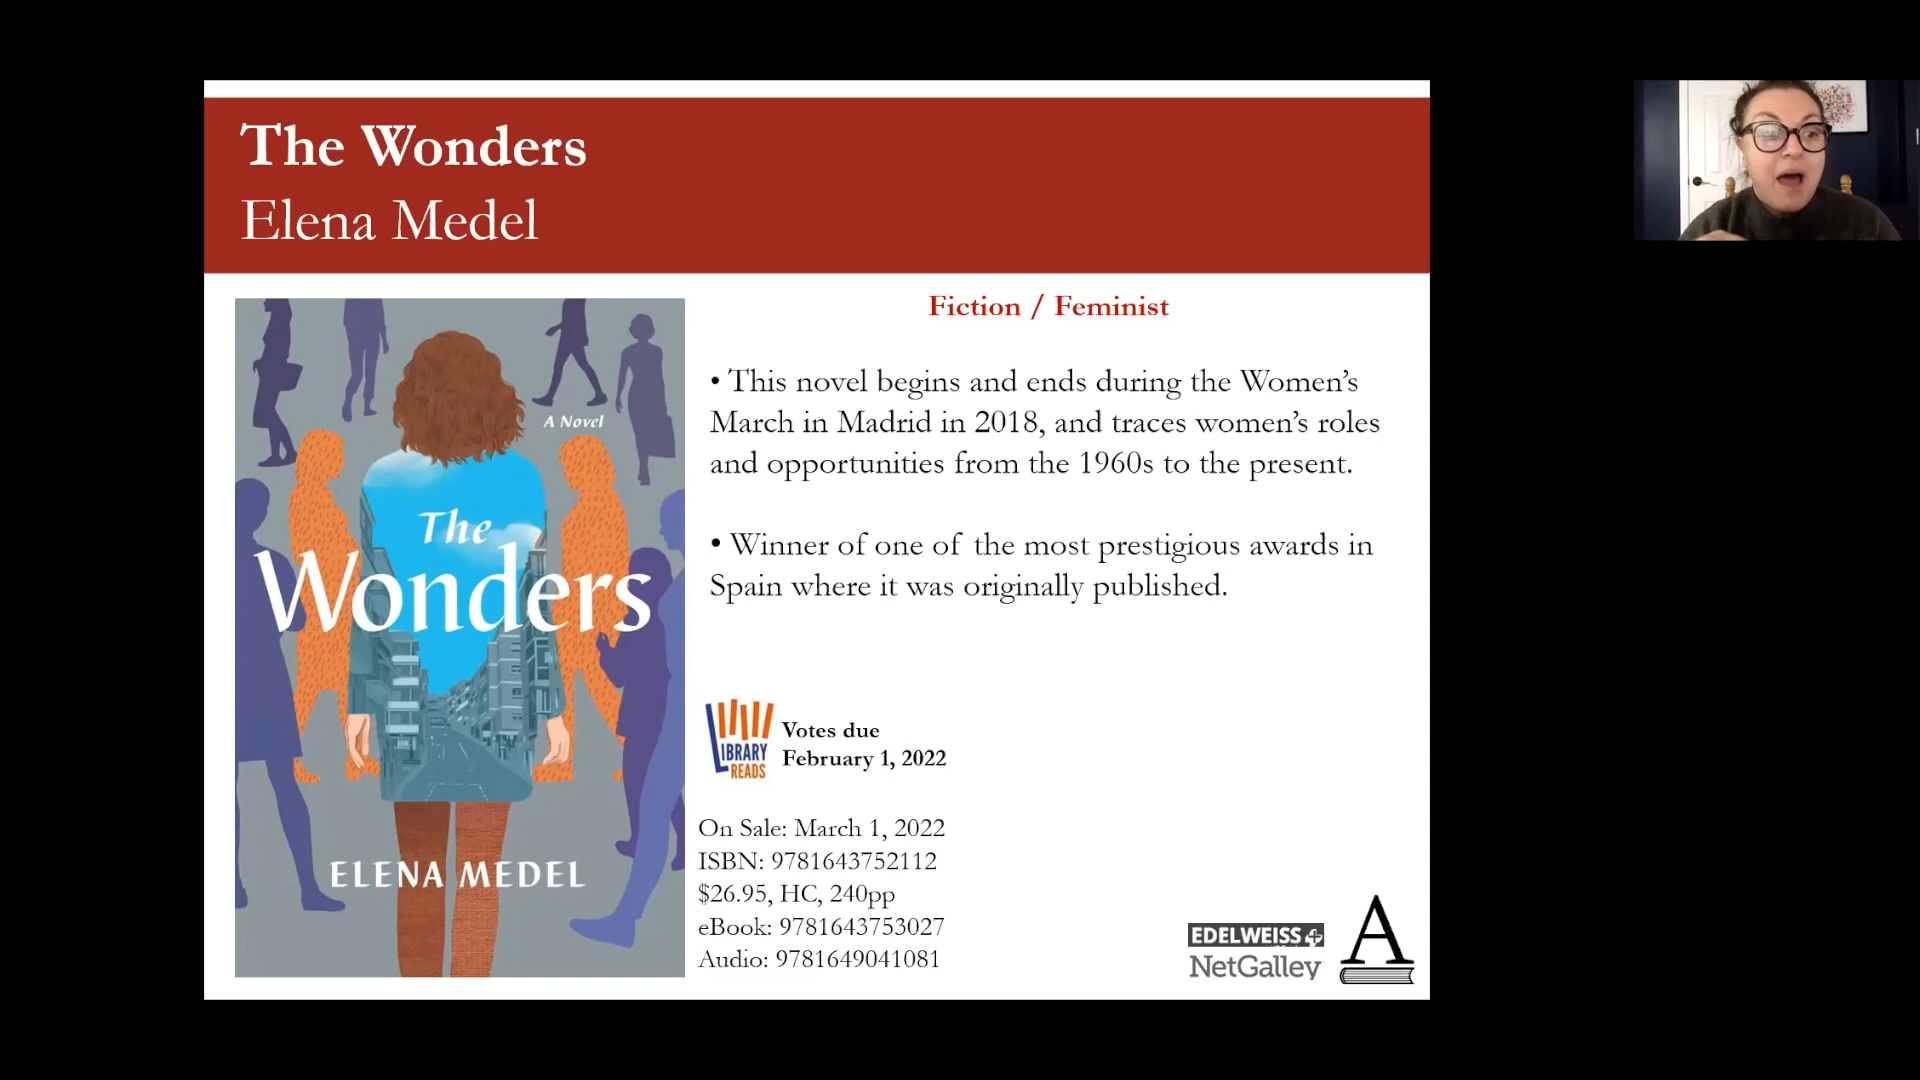 The Wonders
Elena Medel
A Novel
The
Wonders
ELENA MEDEL
Fiction / Feminist
• This novel begins and ends during the Women’s
March in Madrid in 2018, and traces women’s roles
and opportunities from the 1960s to the present.
• Winner of one of the most prestigious awards in
Spain where it was originally published.
LIBRARY
READS
Votes due
February 1, 2022
On Sale: March 1, 2022
ISBN: 9781643752112
$26.95, HC, 240pp
eBook: 9781643753027
Audio: 9781649041081
EDELWEISS+
NetGalley
A